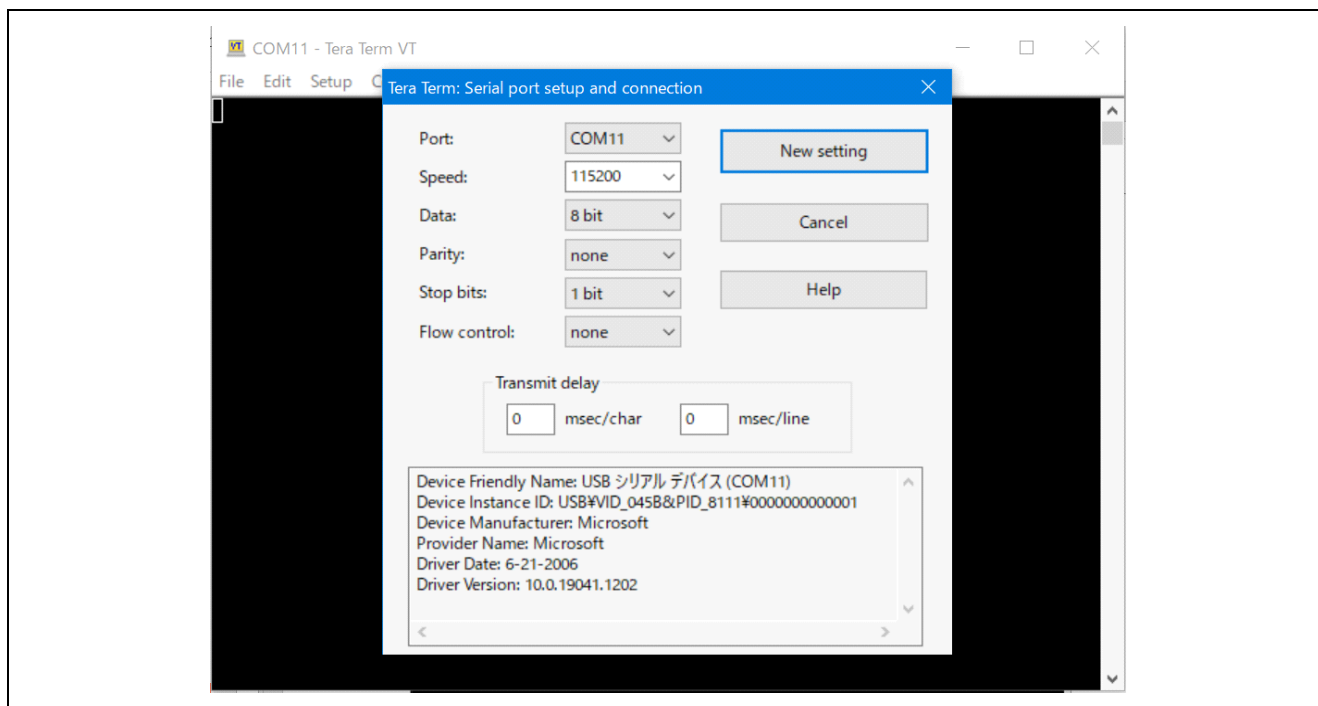 VT COM11 - Tera Term VT
File Edit Setup C
Tera Term: Serial port setup and connection
Port: COM11
New setting
Speed: 115200
Data: 8 bit
Cancel
Parity: none
Stop bits: 1 bit
Help
Flow control: none
Transmit delay
0 msec/char 0 msec/line
Device Friendly Name: USB シリアル デバイス (COM11)
Device Instance ID: USB¥VID_045B&PID_8111¥0000000000001
Device Manufacturer: Microsoft
Provider Name: Microsoft
Driver Date: 6-21-2006
Driver Version: 10.0.19041.1202